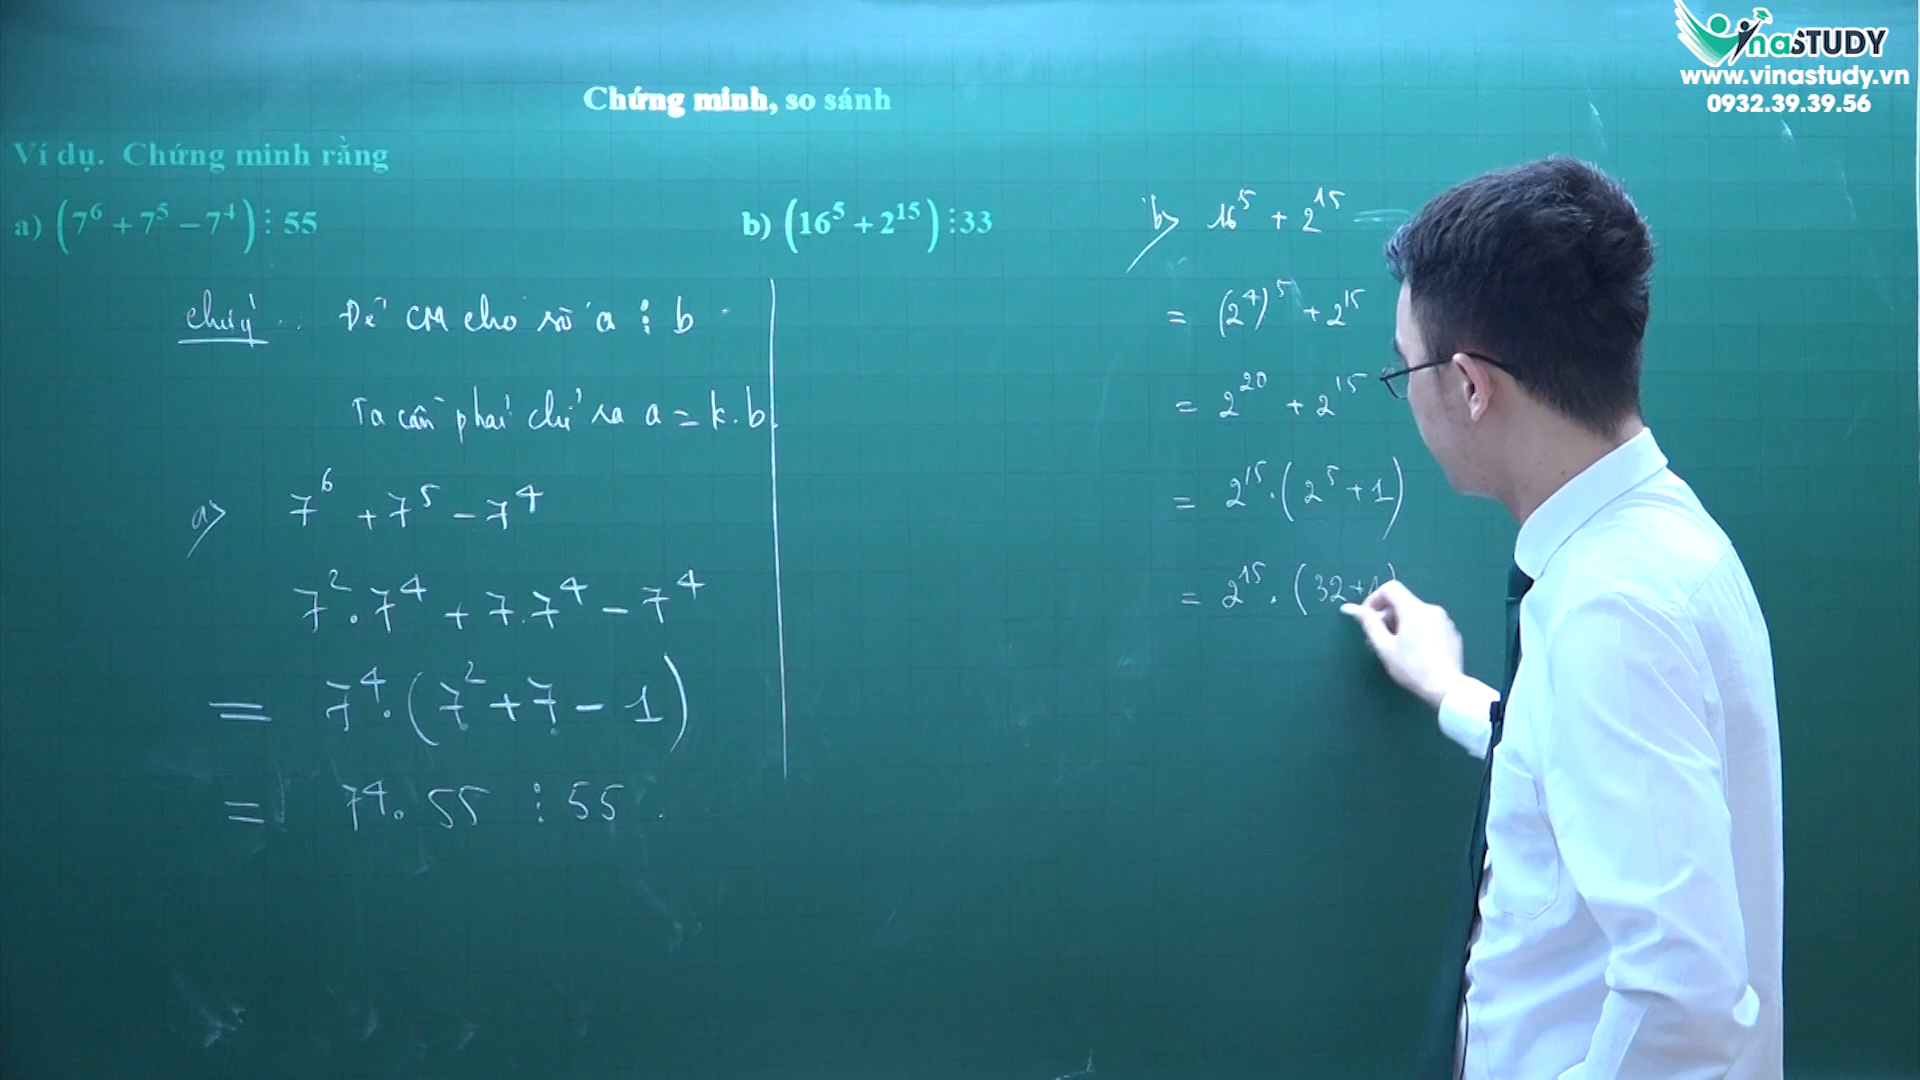 VinaSTUDY
www.vinastudy.vn
0932.39.39.56
Chứng minh, so sánh
Ví dụ. Chứng minh rằng
a) (7⁶ + 7⁵ − 7⁴) ⋮ 55
b) (16⁵ + 2¹⁵) ⋮ 33
Chú ý: Để CM cho số a ⋮ b
Ta cần phải chỉ ra a = k.b
a> 7⁶ + 7⁵ − 7⁴
7².7⁴ + 7.7⁴ − 7⁴
= 7⁴.(7² + 7 − 1)
= 7⁴.55 ⋮ 55.
b> 16⁵ + 2¹⁵
= (2⁴)⁵ + 2¹⁵
= 2²⁰ + 2¹⁵
= 2¹⁵.(2⁵ + 1)
= 2¹⁵.(32 + 1)